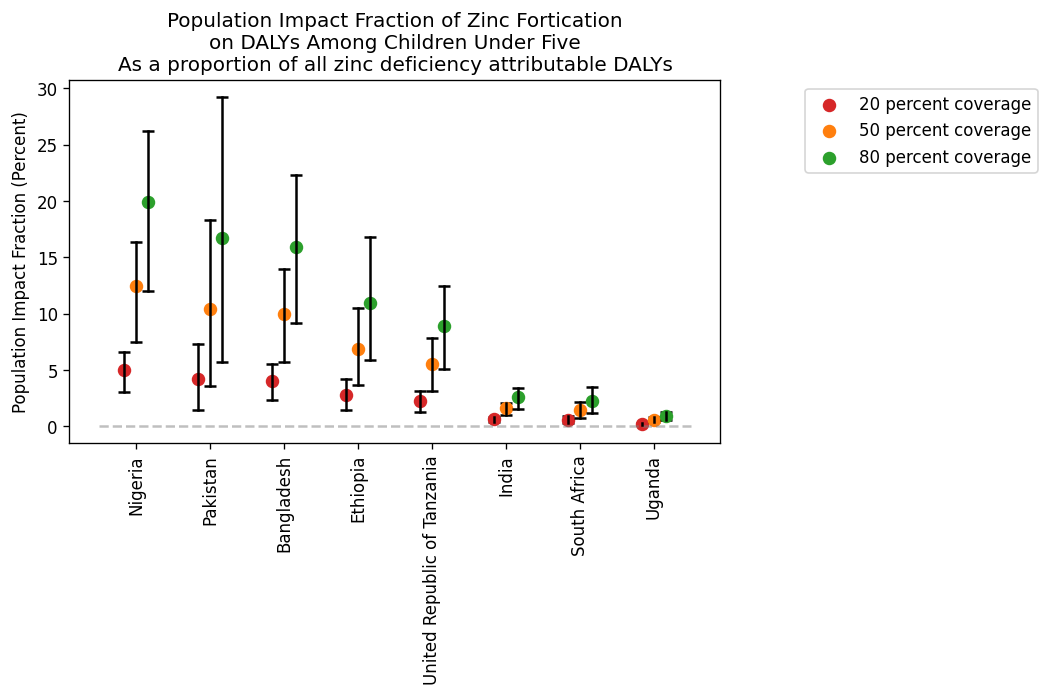 Population Impact Fraction of Zinc Fortication
on DALYs Among Children Under Five
As a proportion of all zinc deficiency attributable DALYs
Population Impact Fraction (Percent)
30
25
20
15
10
5
0
Nigeria
Pakistan
Bangladesh
Ethiopia
United Republic of Tanzania
India
South Africa
Uganda
20 percent coverage
50 percent coverage
80 percent coverage